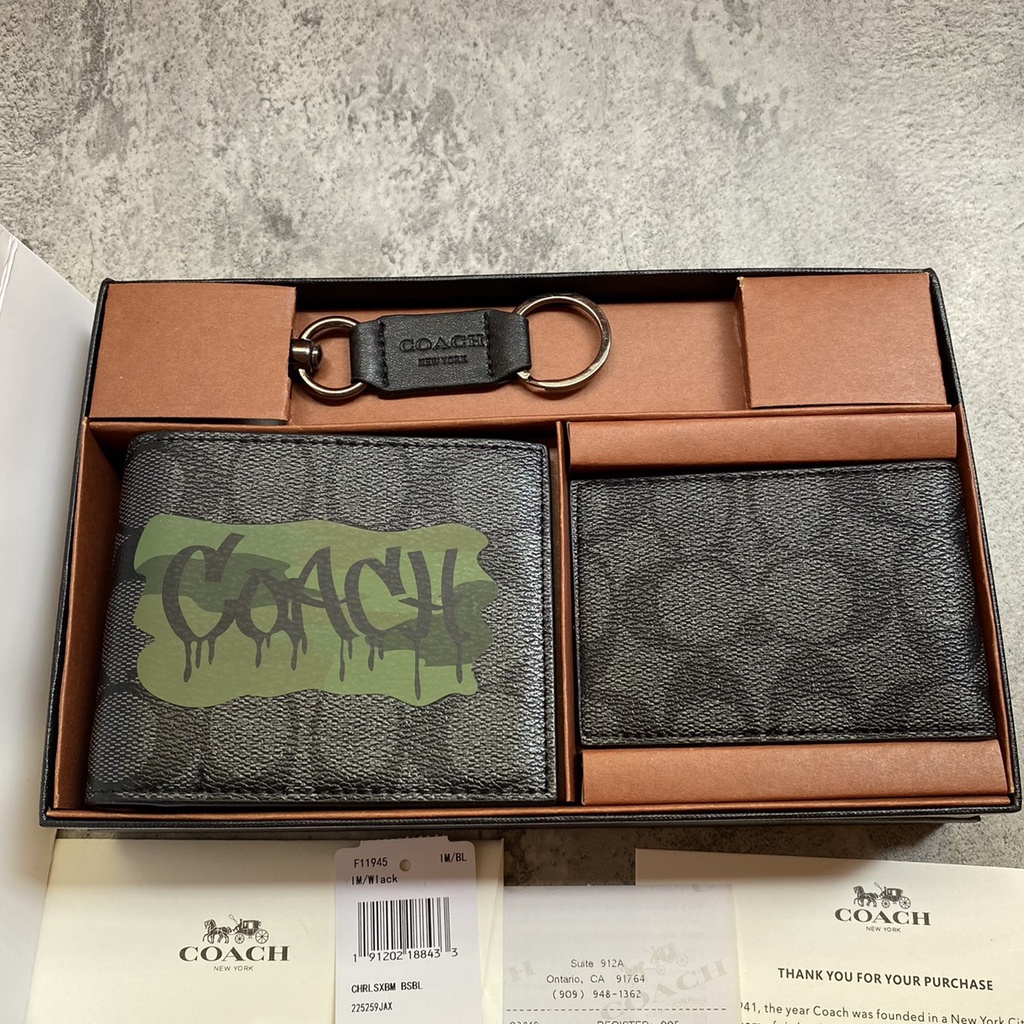 COACH
NEW YORK
COACH
COACH
NEW YORK
F11945 IM/BL
IM/Wlack
1 91202 18843 3
CHRLSXBM BSBL
225259JAX
Suite 912A
Ontario, CA 91764
(909) 948-1362
COACH
NEW YORK
THANK YOU FOR YOUR PURCHASE
941, the year Coach was founded in a New York